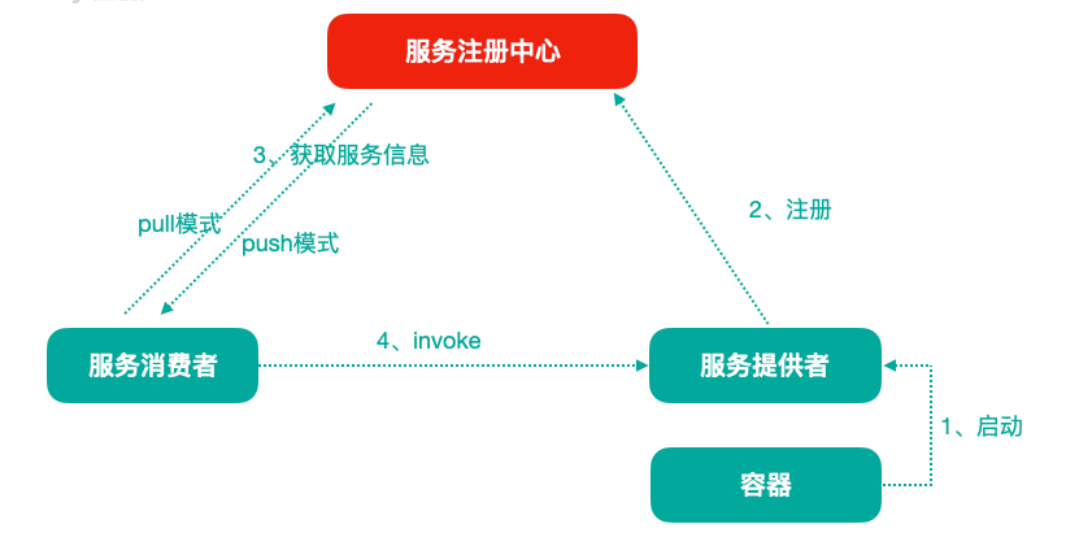 服务注册中心
3、获取服务信息
pull模式
push模式
2、注册
4、invoke
服务消费者
服务提供者
1、启动
容器